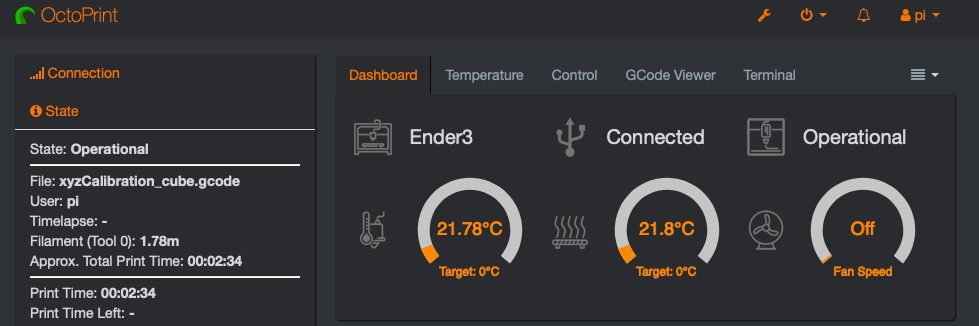 OctoPrint
pi
Connection
State
State: Operational
File: xyzCalibration_cube.gcode
User: pi
Timelapse: -
Filament (Tool 0): 1.78m
Approx. Total Print Time: 00:02:34
Print Time: 00:02:34
Print Time Left: -
Dashboard Temperature Control GCode Viewer Terminal
Ender3 Connected Operational
21.78°C 21.8°C Off
Target: 0°C Target: 0°C Fan Speed